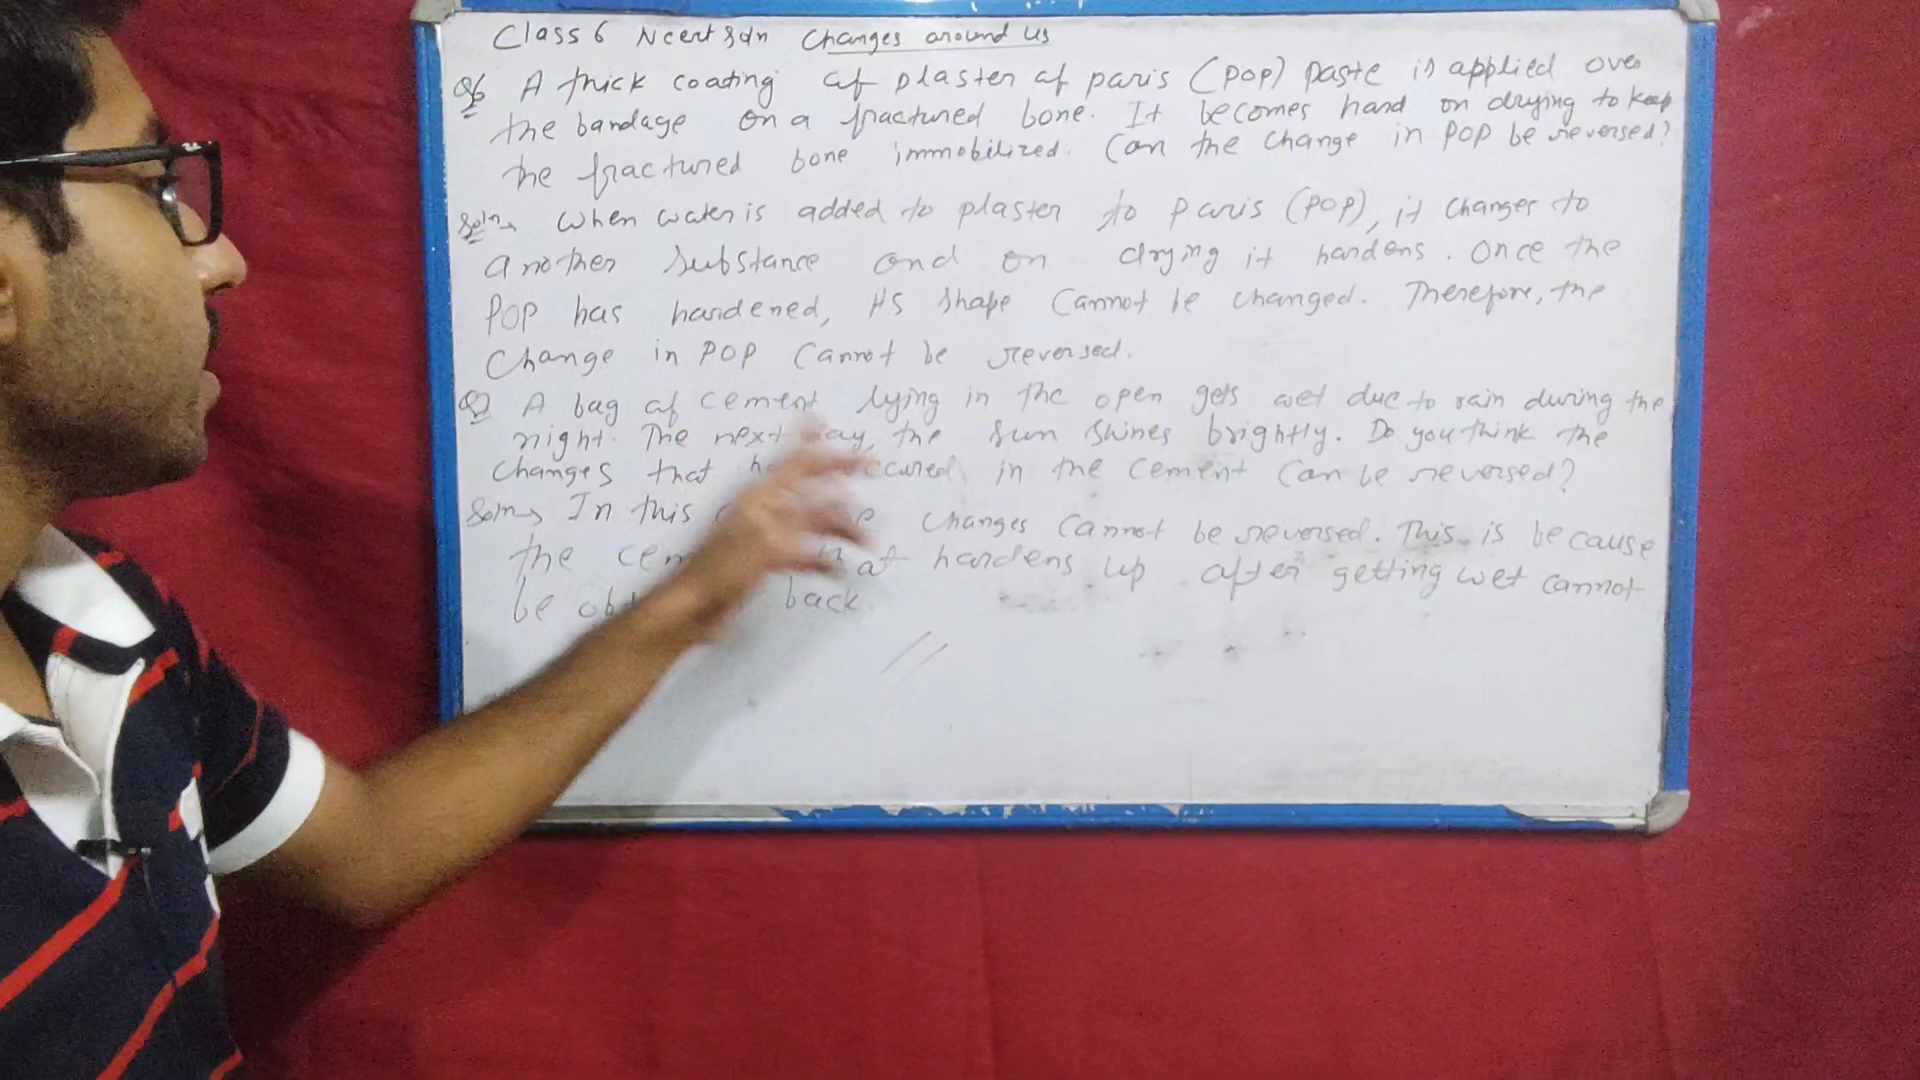 Class 6 Ncert Soln Changes around us
Q6 A thick coating of plaster of paris (POP) paste is applied over
the bandage on a fractured bone. It becomes hard on drying to keep
the fractured bone immobilized. Can the change in POP be reversed?
Soln→ When water is added to plaster to paris (POP), it changes to
another substance and on drying it hardens. Once the
POP has hardened, its shape cannot be changed. Therefore, the
Change in POP cannot be reversed.
Q7 A bag of cement lying in the open gets wet due to rain during the
night. The next day, the sun shines brightly. Do you think the
changes that occured in the cement can be reversed?
Soln→ In this changes cannot be reversed. This is because
the that hardens up after getting wet cannot
be back